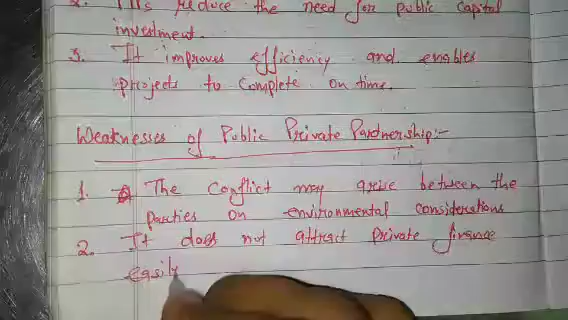 2. This reduce the need for public capital
investment.
3. It improves efficiency and enables
projects to complete on time.
Weaknesses of Public Private Partnership:-
1. The Conflict may arise between the
parties on environmental considerations
2. It does not attract private finance
easily